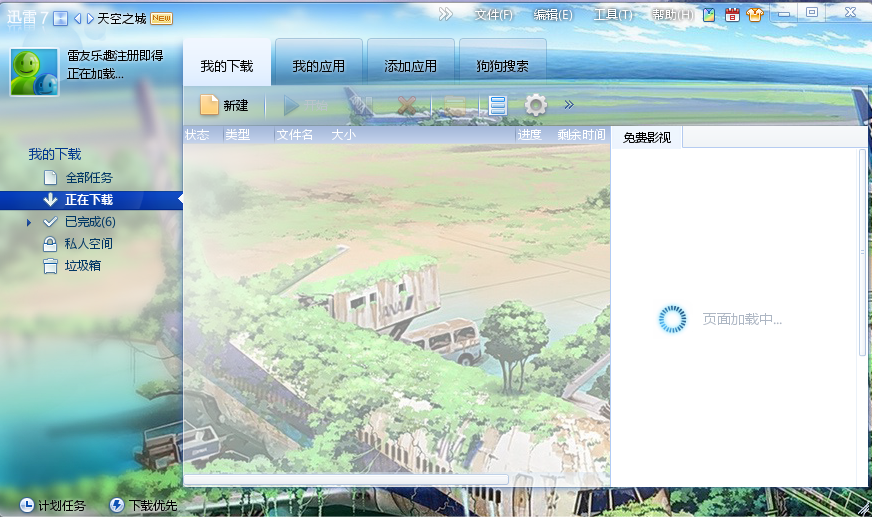 迅雷 7 天空之城 NEW 文件(F) 编辑(E) 工具(T) 帮助(H)
雷友乐趣注册即得
正在加载...
我的下载 我的应用 添加应用 狗狗搜索
新建 开始
状态 类型 文件名 大小 进度 剩余时间 免费影视
我的下载
全部任务
正在下载
已完成(6)
私人空间
垃圾箱
ANA
页面加载中...
计划任务 下载优先